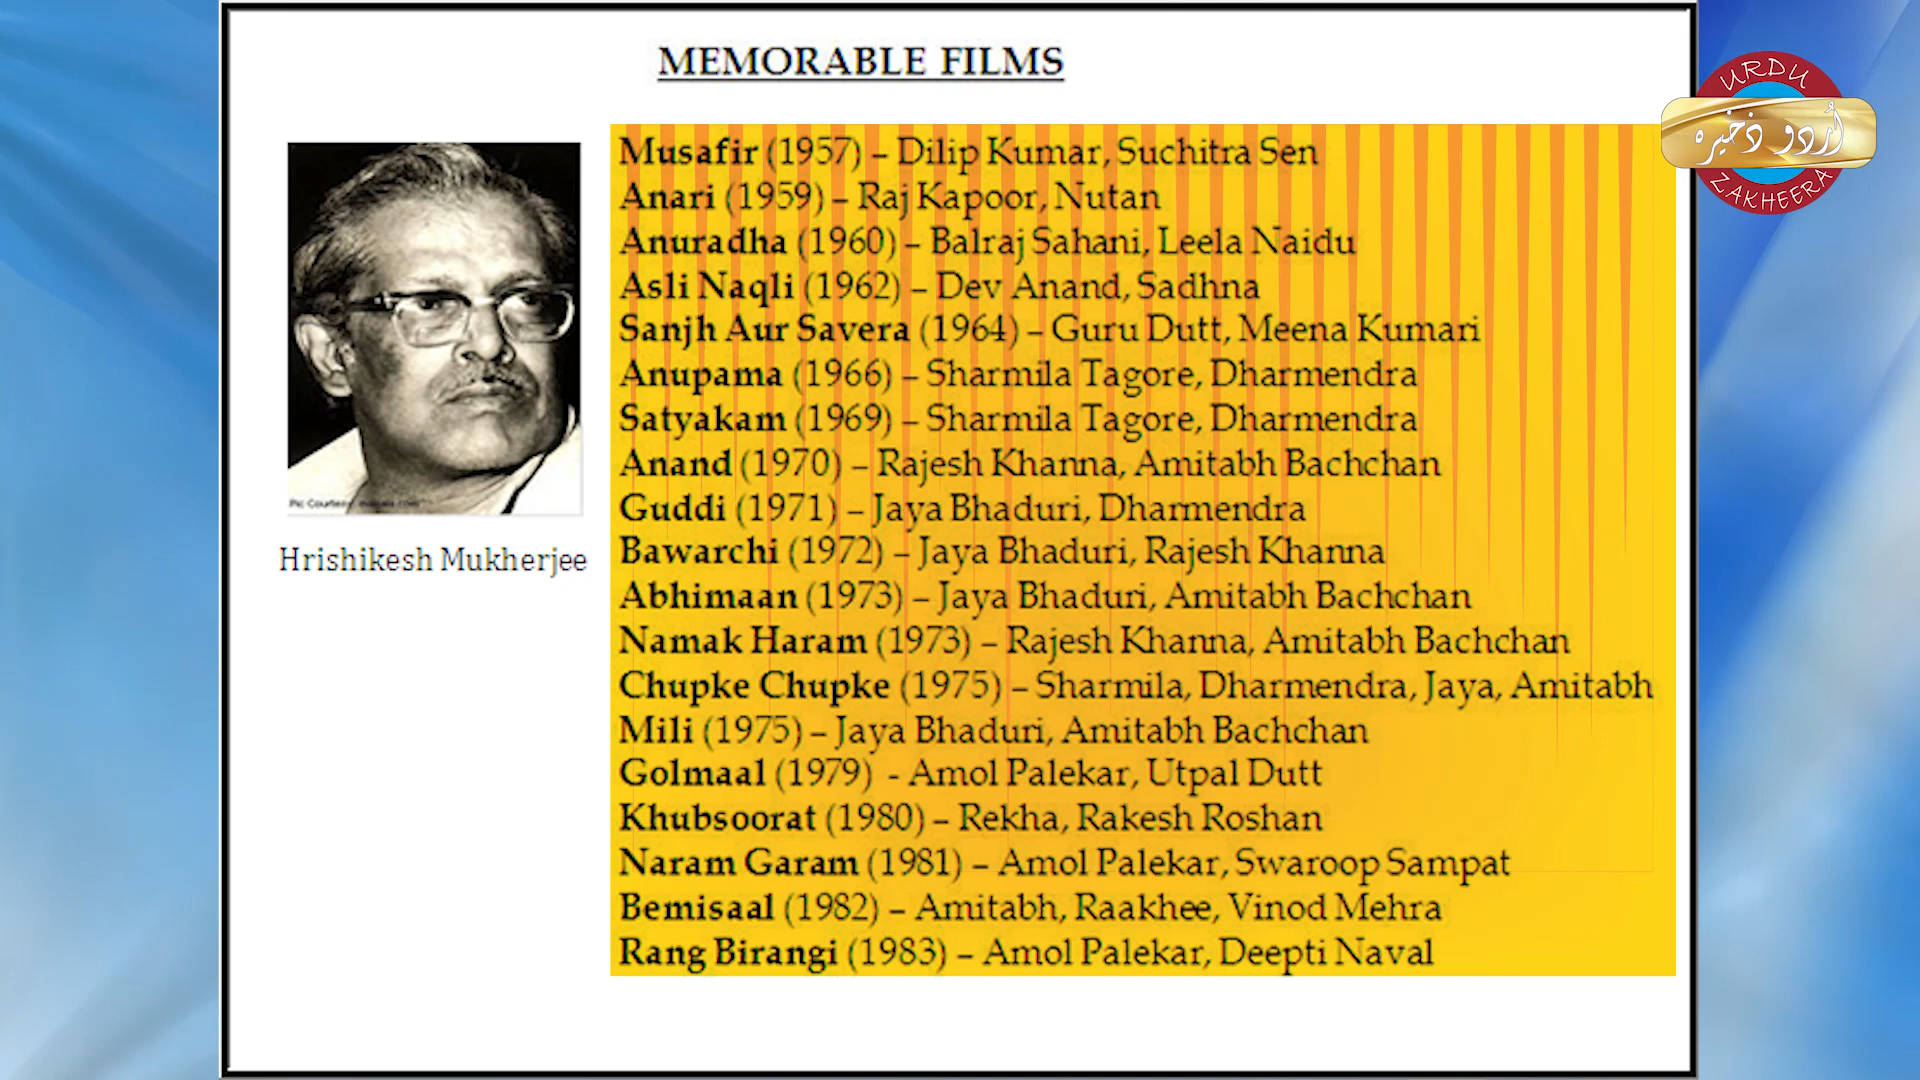 MEMORABLE FILMS
URDU
اُردو ذخیرہ
ZAKHEERA
Musafir (1957) – Dilip Kumar, Suchitra Sen
Anari (1959) – Raj Kapoor, Nutan
Anuradha (1960) – Balraj Sahani, Leela Naidu
Asli Naqli (1962) – Dev Anand, Sadhna
Sanjh Aur Savera (1964) – Guru Dutt, Meena Kumari
Anupama (1966) – Sharmila Tagore, Dharmendra
Satyakam (1969) – Sharmila Tagore, Dharmendra
Anand (1970) – Rajesh Khanna, Amitabh Bachchan
Guddi (1971) – Jaya Bhaduri, Dharmendra
Bawarchi (1972) – Jaya Bhaduri, Rajesh Khanna
Abhimaan (1973) – Jaya Bhaduri, Amitabh Bachchan
Namak Haram (1973) – Rajesh Khanna, Amitabh Bachchan
Chupke Chupke (1975) – Sharmila, Dharmendra, Jaya, Amitabh
Mili (1975) – Jaya Bhaduri, Amitabh Bachchan
Golmaal (1979) - Amol Palekar, Utpal Dutt
Khubsoorat (1980) – Rekha, Rakesh Roshan
Naram Garam (1981) – Amol Palekar, Swaroop Sampat
Bemisaal (1982) – Amitabh, Raakhee, Vinod Mehra
Rang Birangi (1983) – Amol Palekar, Deepti Naval
Pic Courtesy
Hrishikesh Mukherjee